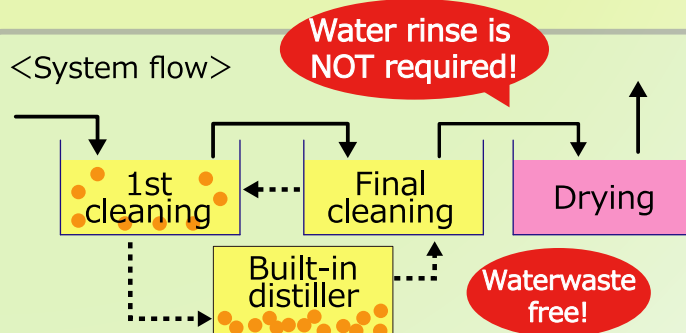 Water rinse is
NOT required!
<System flow>
1st
cleaning
Final
cleaning
Drying
Built-in
distiller
Waterwaste
free!